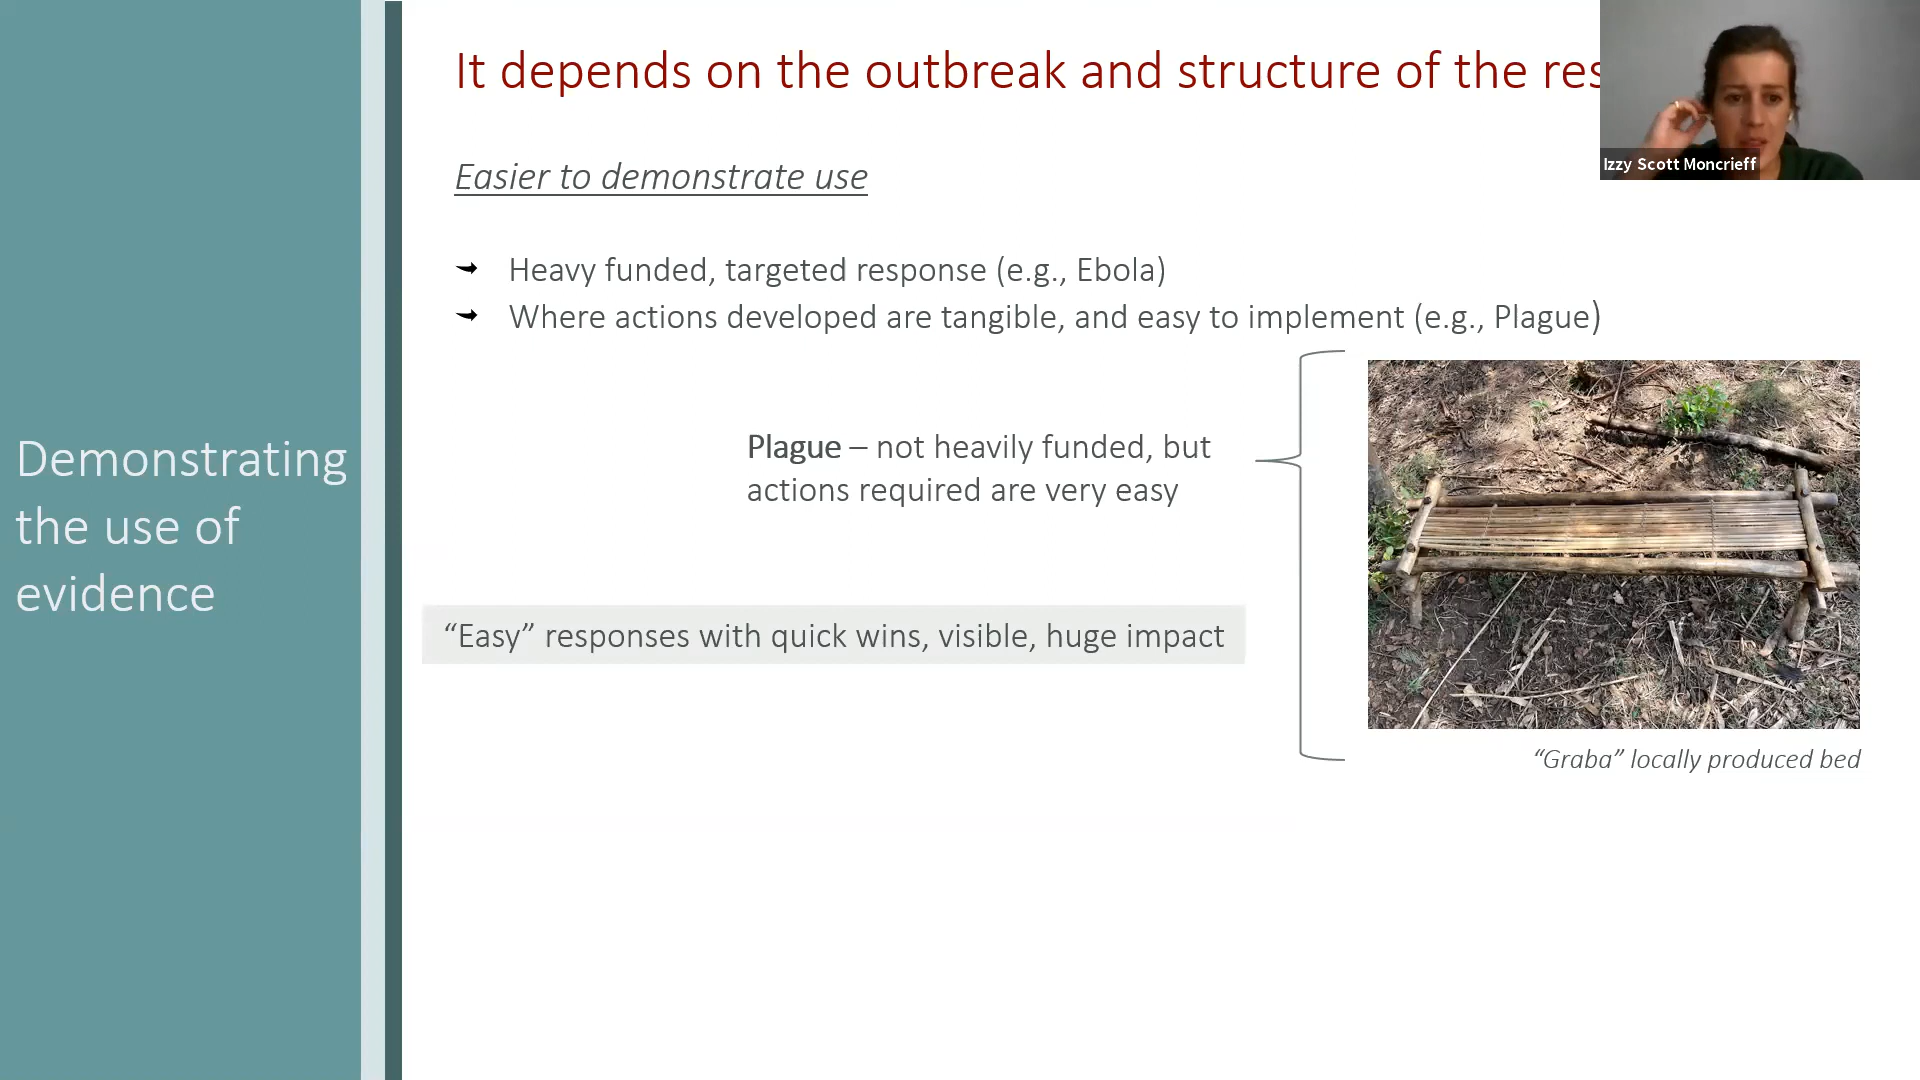 It depends on the outbreak and structure of the res
Izzy Scott Moncrieff
Easier to demonstrate use
Heavy funded, targeted response (e.g., Ebola)
Where actions developed are tangible, and easy to implement (e.g., Plague)
Demonstrating
the use of
evidence
Plague – not heavily funded, but
actions required are very easy
“Easy” responses with quick wins, visible, huge impact
“Graba” locally produced bed